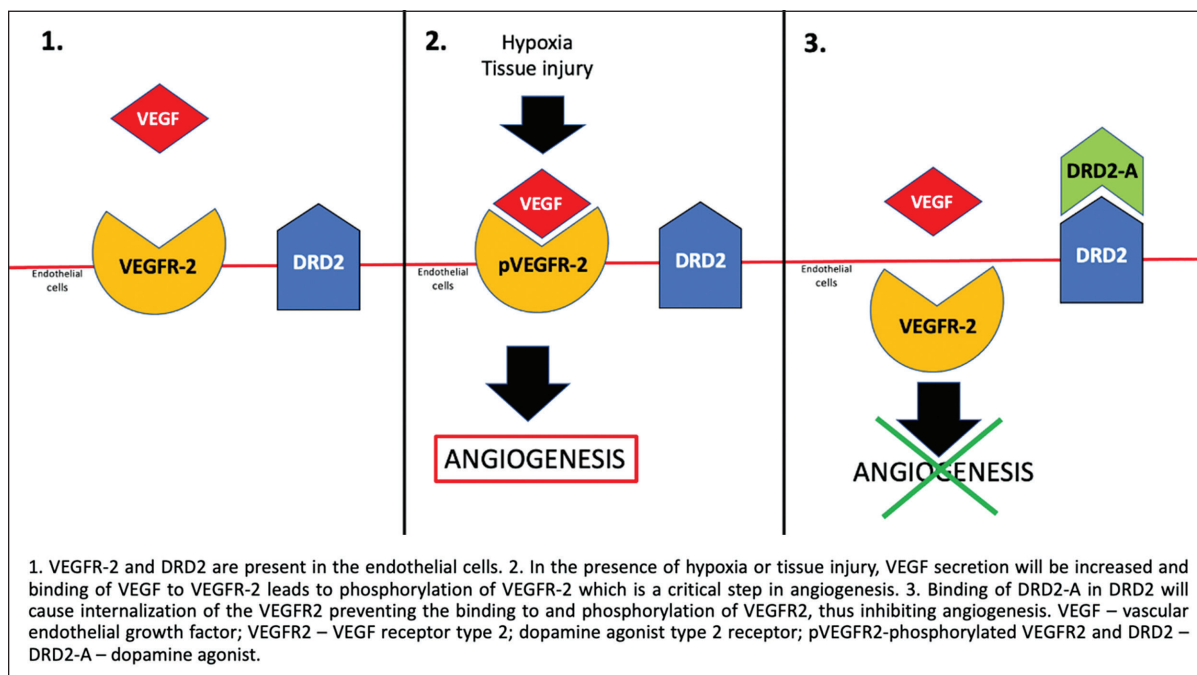 1.
VEGF
VEGFR-2
DRD2
Endothelial
cells
2.
Hypoxia
Tissue injury
VEGF
pVEGFR-2
DRD2
Endothelial
cells
ANGIOGENESIS
3.
DRD2-A
VEGF
DRD2
Endothelial
cells
VEGFR-2
ANGIOGENESIS
1. VEGFR-2 and DRD2 are present in the endothelial cells. 2. In the presence of hypoxia or tissue injury, VEGF secretion will be increased and
binding of VEGF to VEGFR-2 leads to phosphorylation of VEGFR-2 which is a critical step in angiogenesis. 3. Binding of DRD2-A in DRD2 will
cause internalization of the VEGFR2 preventing the binding to and phosphorylation of VEGFR2, thus inhibiting angiogenesis. VEGF – vascular
endothelial growth factor; VEGFR2 – VEGF receptor type 2; dopamine agonist type 2 receptor; pVEGFR2-phosphorylated VEGFR2 and DRD2 –
DRD2-A – dopamine agonist.